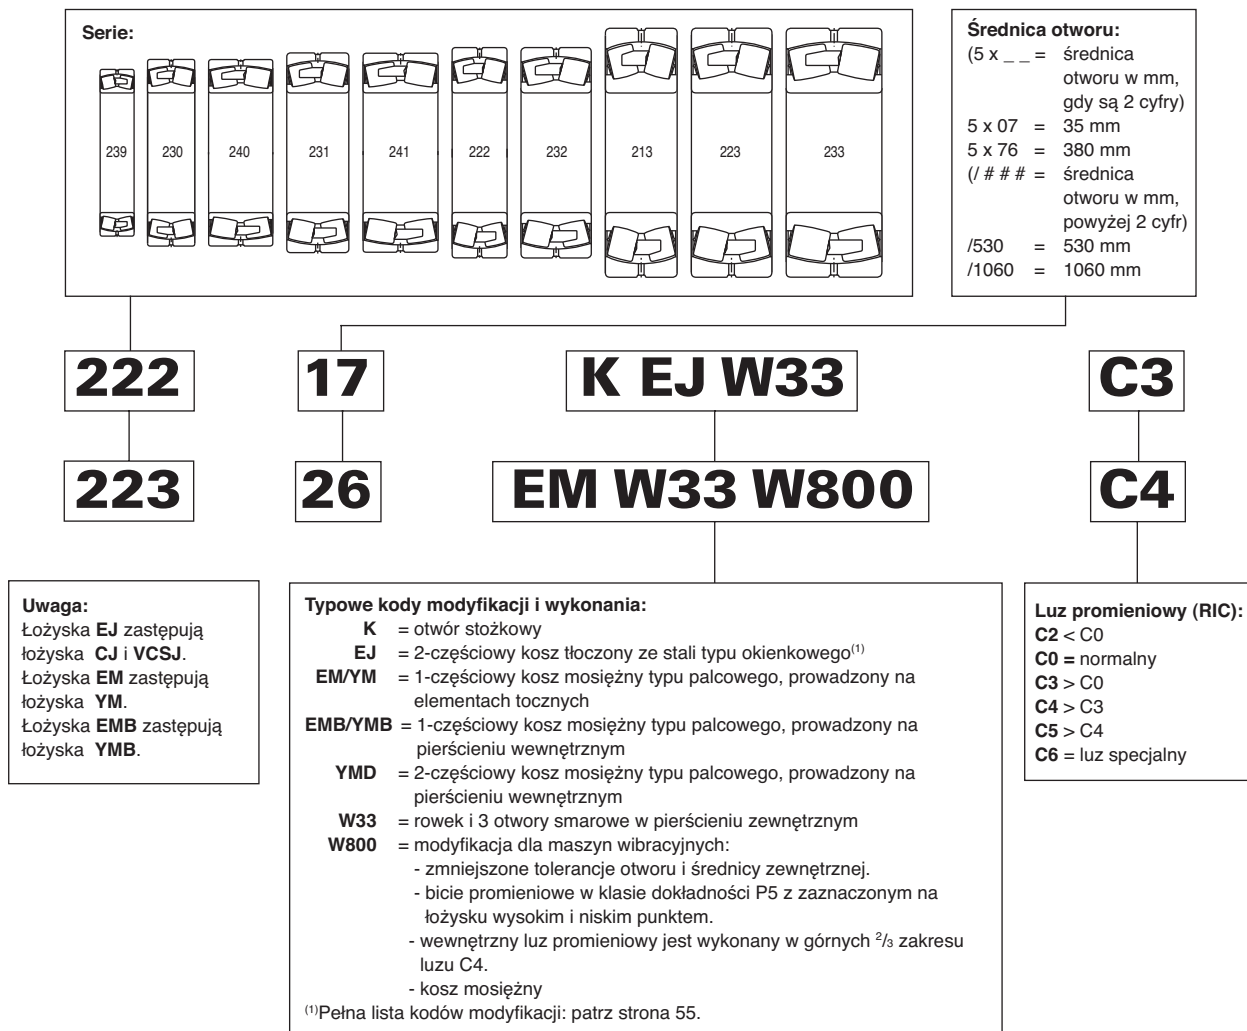 Serie:
239 230 240 231 241 222 232 213 223 233
Średnica otworu:
(5 x _ _ = średnica
otworu w mm,
gdy są 2 cyfry)
5 x 07 = 35 mm
5 x 76 = 380 mm
(/ # # # = średnica
otworu w mm,
powyżej 2 cyfr)
/530 = 530 mm
/1060 = 1060 mm
222 17 K EJ W33 C3
223 26 EM W33 W800 C4
Uwaga:
Łożyska EJ zastępują
łożyska CJ i VCSJ.
Łożyska EM zastępują
łożyska YM.
Łożyska EMB zastępują
łożyska YMB.
Typowe kody modyfikacji i wykonania:
K = otwór stożkowy
EJ = 2-częściowy kosz tłoczony ze stali typu okienkowego(1)
EM/YM = 1-częściowy kosz mosiężny typu palcowego, prowadzony na
elementach tocznych
EMB/YMB = 1-częściowy kosz mosiężny typu palcowego, prowadzony na
pierścieniu wewnętrznym
YMD = 2-częściowy kosz mosiężny typu palcowego, prowadzony na
pierścieniu wewnętrznym
W33 = rowek i 3 otwory smarowe w pierścieniu zewnętrznym
W800 = modyfikacja dla maszyn wibracyjnych:
- zmniejszone tolerancje otworu i średnicy zewnętrznej.
- bicie promieniowe w klasie dokładności P5 z zaznaczonym na
łożysku wysokim i niskim punktem.
- wewnętrzny luz promieniowy jest wykonany w górnych 2/3 zakresu
luzu C4.
- kosz mosiężny
(1)Pełna lista kodów modyfikacji: patrz strona 55.
Luz promieniowy (RIC):
C2 < C0
C0 = normalny
C3 > C0
C4 > C3
C5 > C4
C6 = luz specjalny